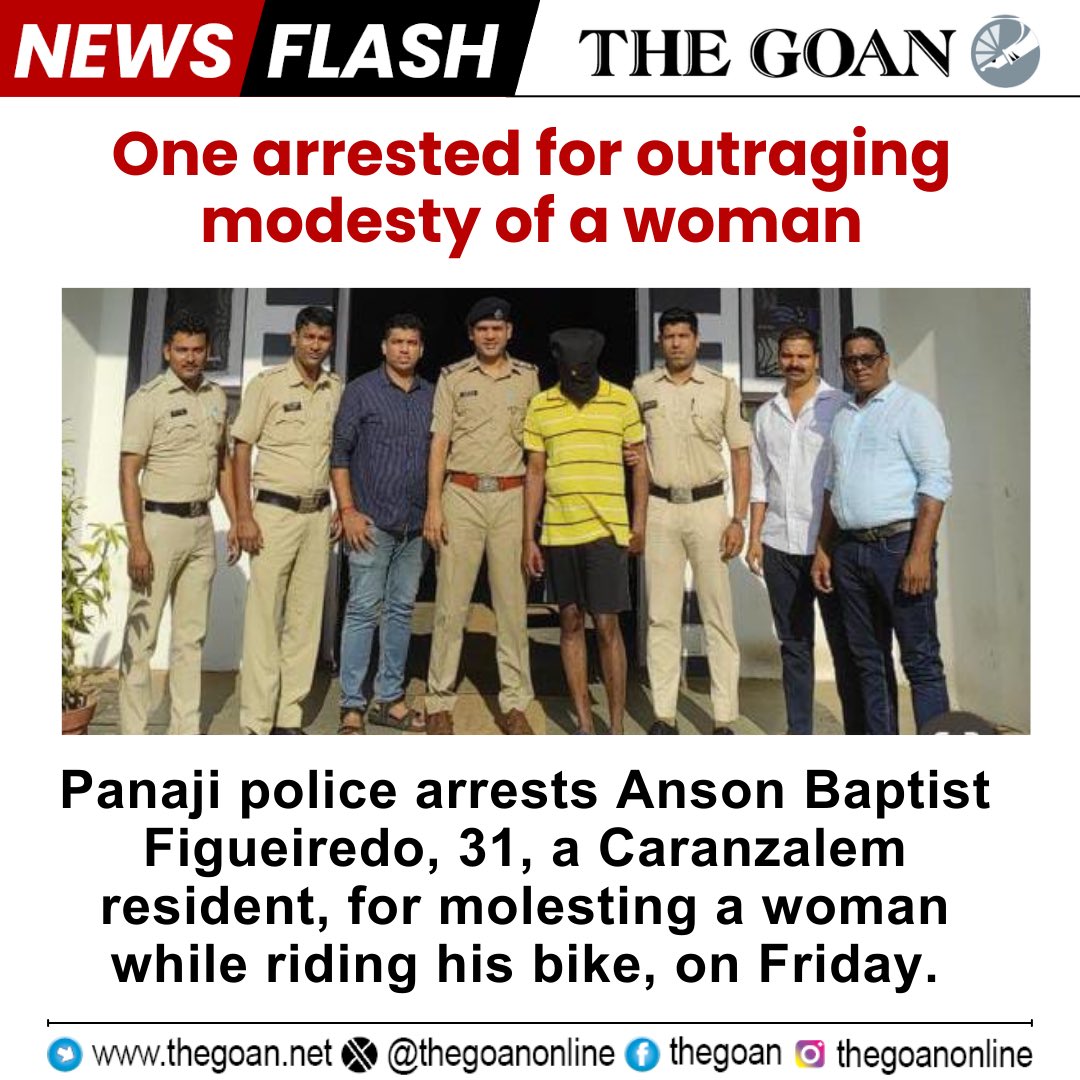 NEWS FLASH THE GOAN
One arrested for outraging
modesty of a woman
Panaji police arrests Anson Baptist
Figueiredo, 31, a Caranzalem
resident, for molesting a woman
while riding his bike, on Friday.
www.thegoan.net @thegoanonline thegoan thegoanonline